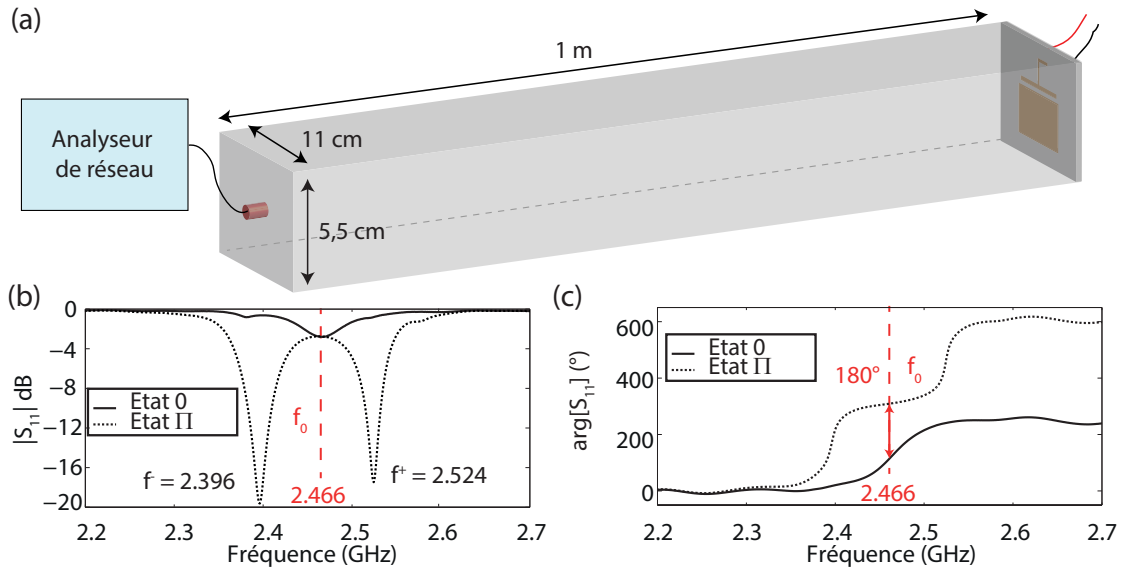 (a)
1 m
11 cm
5,5 cm
Analyseur
de réseau
(b)
0
−4
−8
−12
−16
−20
|S11| dB
Etat 0
Etat Π
f0
f- = 2.396
f+ = 2.524
2.466
2.2
2.3
2.4
2.5
2.6
2.7
Fréquence (GHz)
(c)
600
400
200
0
arg[S11] (°)
Etat 0
Etat Π
180°
f0
2.466
2.2
2.3
2.4
2.5
2.6
2.7
Fréquence (GHz)